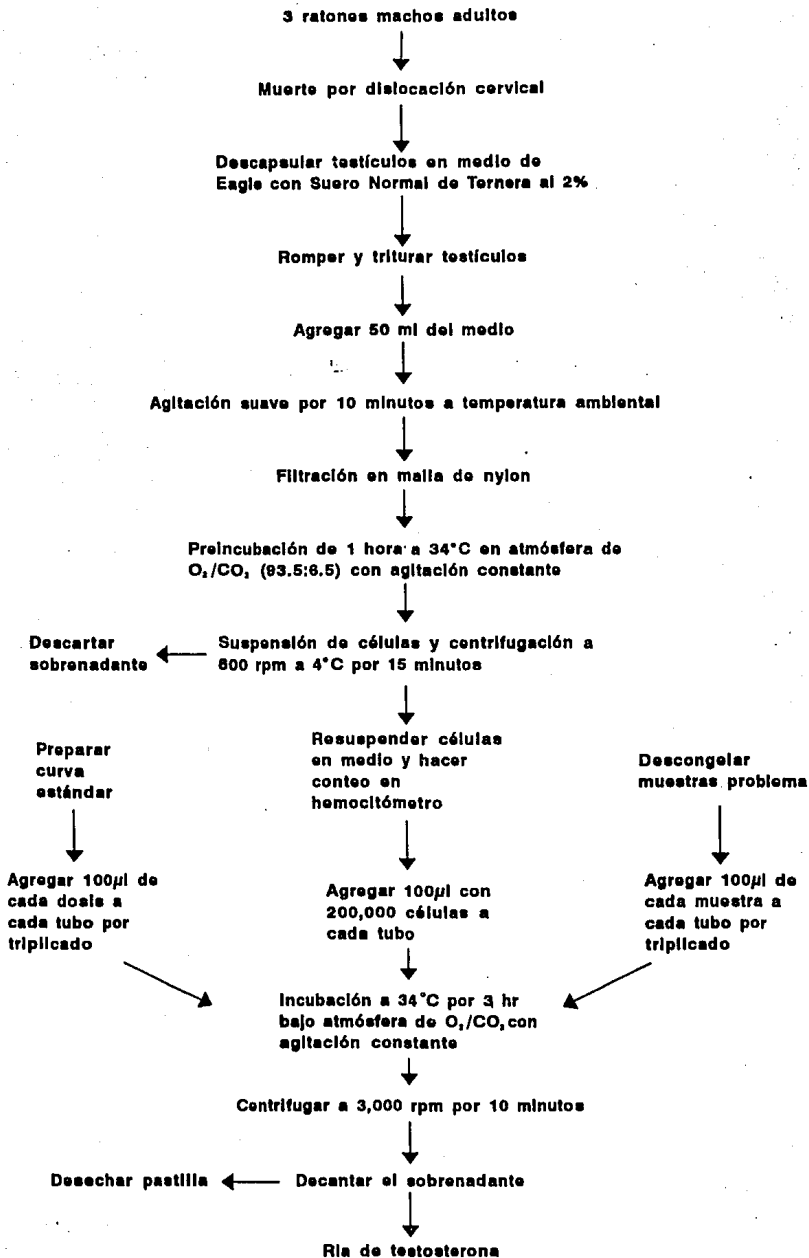 3 ratones machos adultos
Muerte por dislocación cervical
Descapsular testículos en medio de
Eagle con Suero Normal de Ternera al 2%
Romper y triturar testículos
Agregar 50 ml del medio
Agitación suave por 10 minutos a temperatura ambiental
Filtración en malla de nylon
Preincubación de 1 hora a 34°C en atmósfera de
O₂/CO₂ (93.5:6.5) con agitación constante
Descartar
sobrenadante
Suspensión de células y centrifugación a
600 rpm a 4°C por 15 minutos
Preparar
curva
estándar
Resuspender células
en medio y hacer
conteo en
hemocitómetro
Descongelar
muestras problema
Agregar 100µl de
cada dosis a
cada tubo por
triplicado
Agregar 100µl con
200,000 células a
cada tubo
Agregar 100µl de
cada muestra a
cada tubo por
triplicado
Incubación a 34°C por 3 hr
bajo atmósfera de O₂/CO₂ con
agitación constante
Centrifugar a 3,000 rpm por 10 minutos
Desechar pastilla
Decantar el sobrenadante
Ria de testosterona